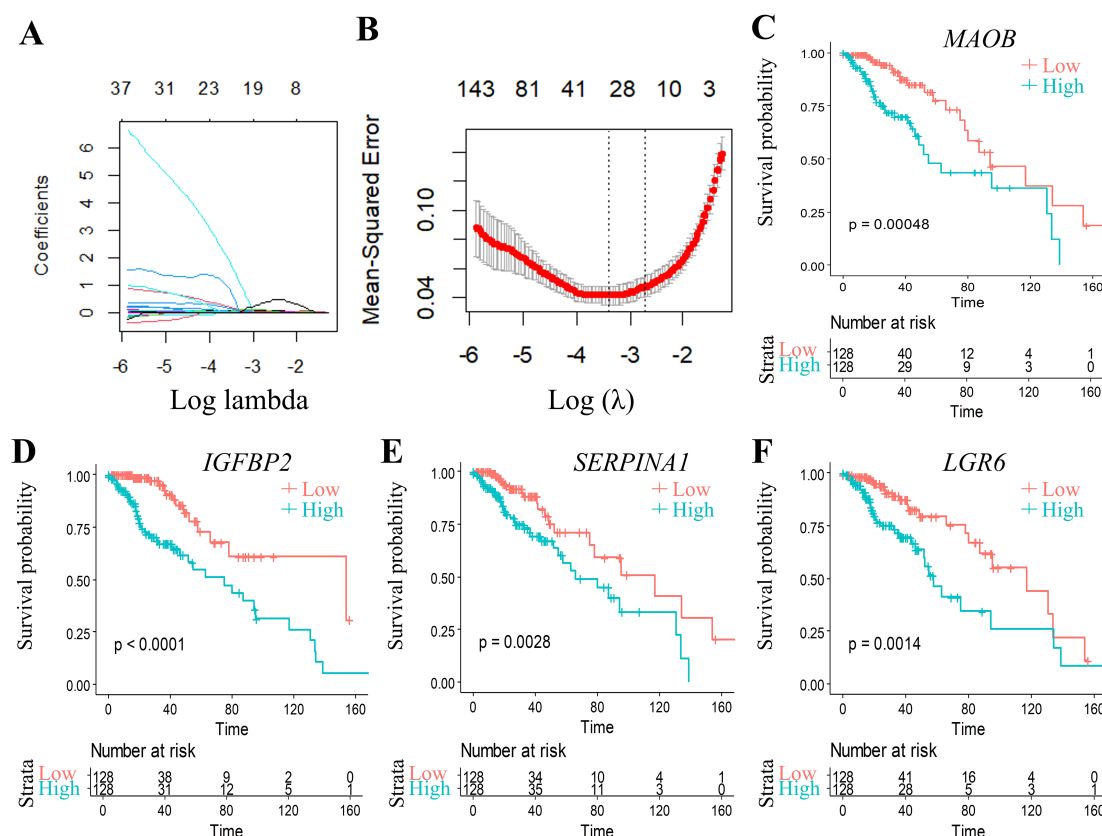 A
37 31 23 19 8
Coefficients
6
5
4
3
2
1
0
-6 -5 -4 -3 -2
Log lambda
B
143 81 41 28 10 3
Mean-Squared Error
0.10
0.04
-6 -5 -4 -3 -2
Log (λ)
C
MAOB
Survival probability
1.00
0.75
0.50
0.25
0.00
Low
High
p = 0.00048
0 40 80 120 160
Time
Number at risk
Strata
Low 128 40 12 4 1
High 128 29 9 3 0
0 40 80 120 160
Time
D
IGFBP2
Survival probability
1.00
0.75
0.50
0.25
0.00
Low
High
p < 0.0001
0 40 80 120 160
Time
Number at risk
Strata
Low 128 38 9 2 0
High 128 31 12 5 1
0 40 80 120 160
Time
E
SERPINA1
Survival probability
1.00
0.75
0.50
0.25
0.00
Low
High
p = 0.0028
0 40 80 120 160
Time
Number at risk
Strata
Low 128 34 10 4 1
High 128 35 11 3 0
0 40 80 120 160
Time
F
LGR6
Survival probability
1.00
0.75
0.50
0.25
0.00
Low
High
p = 0.0014
0 40 80 120 160
Time
Number at risk
Strata
Low 128 41 16 4 0
High 128 28 5 3 1
0 40 80 120 160
Time